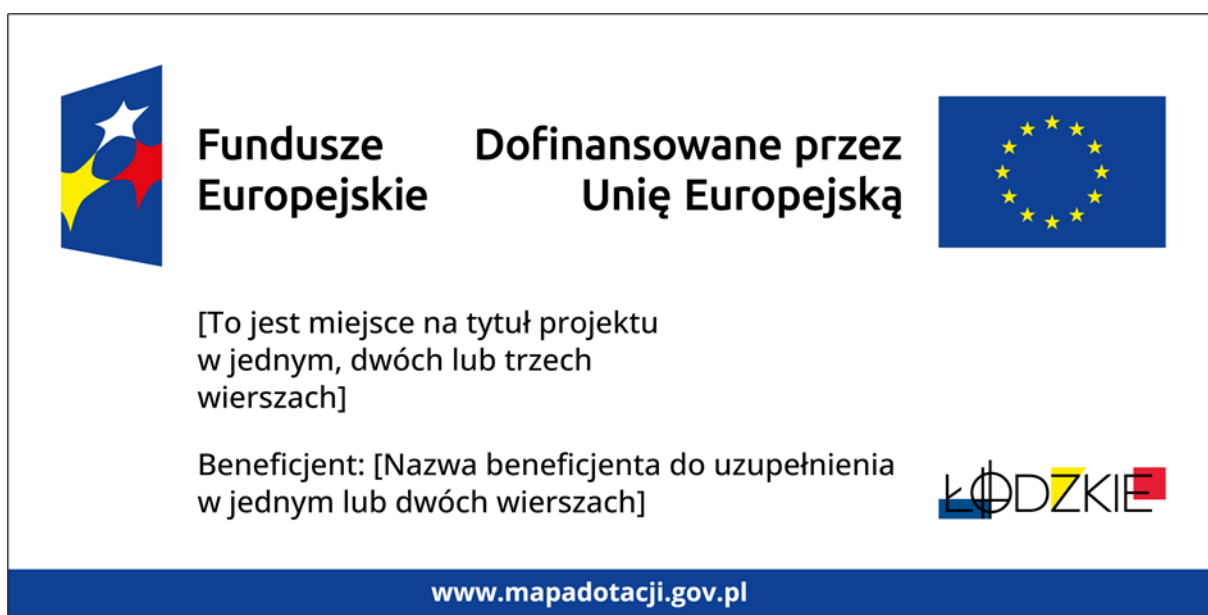 Fundusze
Europejskie
Dofinansowane przez
Unię Europejską
[To jest miejsce na tytuł projektu
w jednym, dwóch lub trzech
wierszach]
Beneficjent: [Nazwa beneficjenta do uzupełnienia
w jednym lub dwóch wierszach]
ŁÓDZKIE
www.mapadotacji.gov.pl